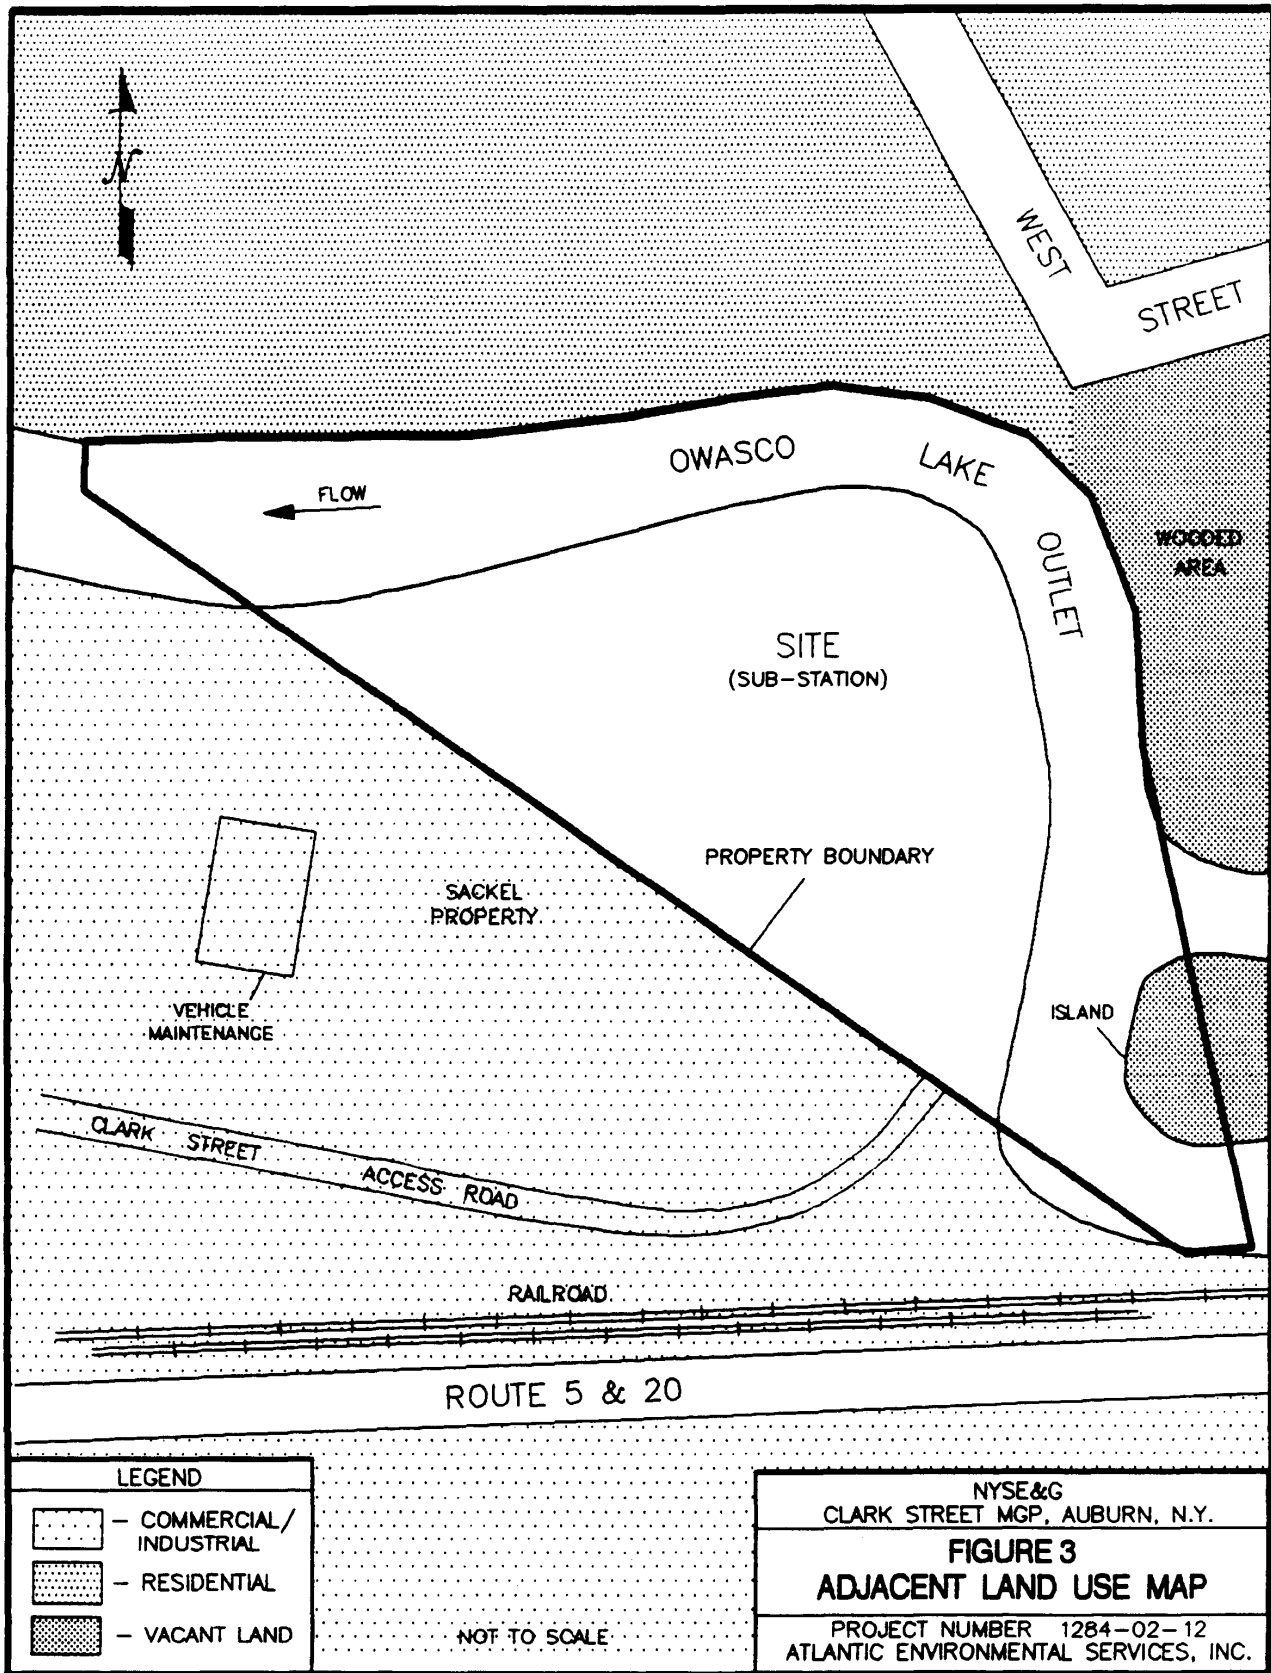 N
WEST
STREET
OWASCO
LAKE
OUTLET
FLOW
WOODED
AREA
SITE
(SUB-STATION)
PROPERTY BOUNDARY
SACKEL
PROPERTY
ISLAND
VEHICLE
MAINTENANCE
CLARK STREET
ACCESS ROAD
RAILROAD
ROUTE 5 & 20
LEGEND
- COMMERCIAL/
INDUSTRIAL
- RESIDENTIAL
- VACANT LAND
NOT TO SCALE
NYSE&G
CLARK STREET MGP, AUBURN, N.Y.
FIGURE 3
ADJACENT LAND USE MAP
PROJECT NUMBER 1284-02-12
ATLANTIC ENVIRONMENTAL SERVICES, INC.